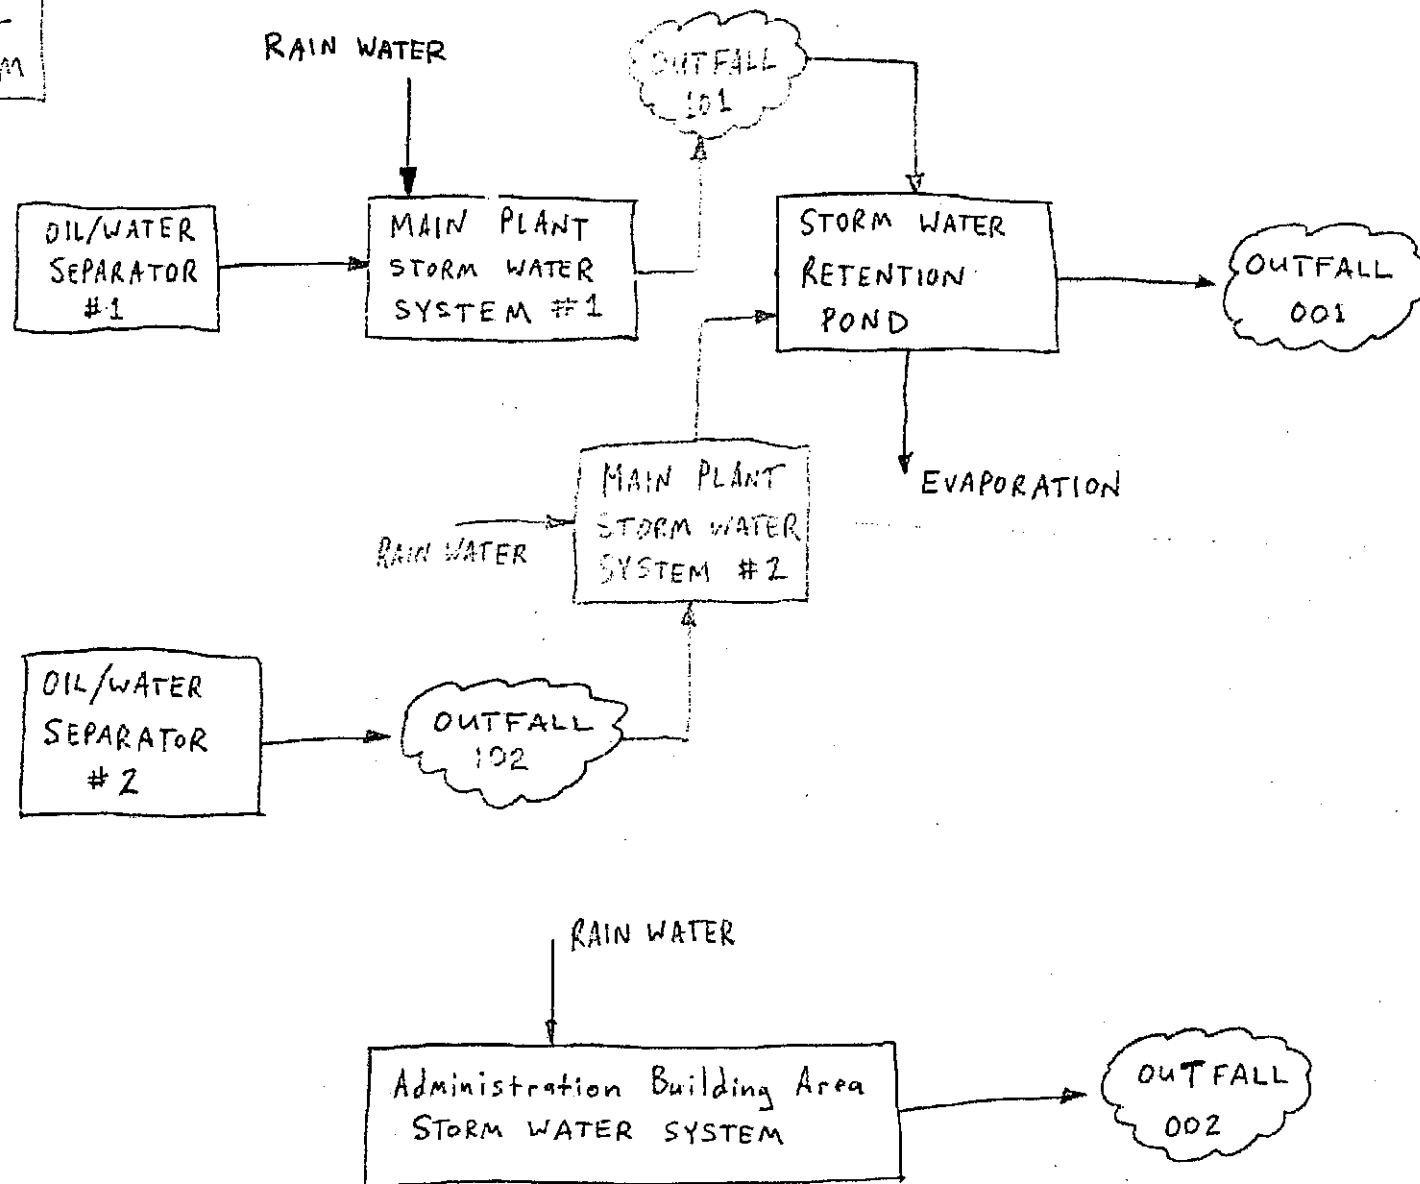 RAIN WATER
OUTFALL
101
OIL/WATER
SEPARATOR
#1
MAIN PLANT
STORM WATER
SYSTEM #1
STORM WATER
RETENTION
POND
OUTFALL
001
EVAPORATION
MAIN PLANT
STORM WATER
SYSTEM #2
RAIN WATER
OIL/WATER
SEPARATOR
#2
OUTFALL
102
RAIN WATER
Administration Building Area
STORM WATER SYSTEM
OUTFALL
002